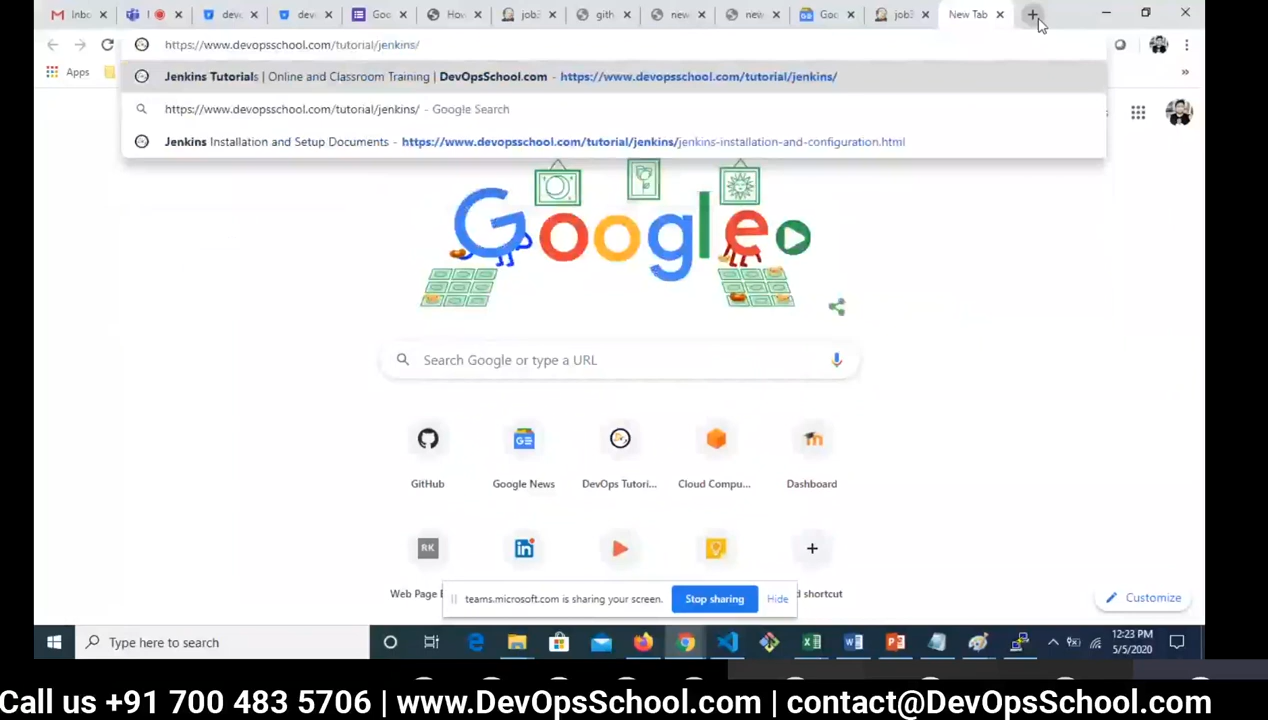 Inbo
devo
devo
Goo
How
job3
gith
new
new
Goo
job3
New Tab
https://www.devopsschool.com/tutorial/jenkins/
Apps
»
Jenkins Tutorials | Online and Classroom Training | DevOpsSchool.com - https://www.devopsschool.com/tutorial/jenkins/
https://www.devopsschool.com/tutorial/jenkins/ - Google Search
Jenkins Installation and Setup Documents - https://www.devopsschool.com/tutorial/jenkins/jenkins-installation-and-configuration.html
Google
Search Google or type a URL
GitHub
Google News
DevOps Tutori...
Cloud Compu...
Dashboard
RK
Web Page
d shortcut
teams.microsoft.com is sharing your screen.
Stop sharing
Hide
Customize
Type here to search
12:23 PM
5/5/2020
Call us +91 700 483 5706 | www.DevOpsSchool.com | contact@DevOpsSchool.com